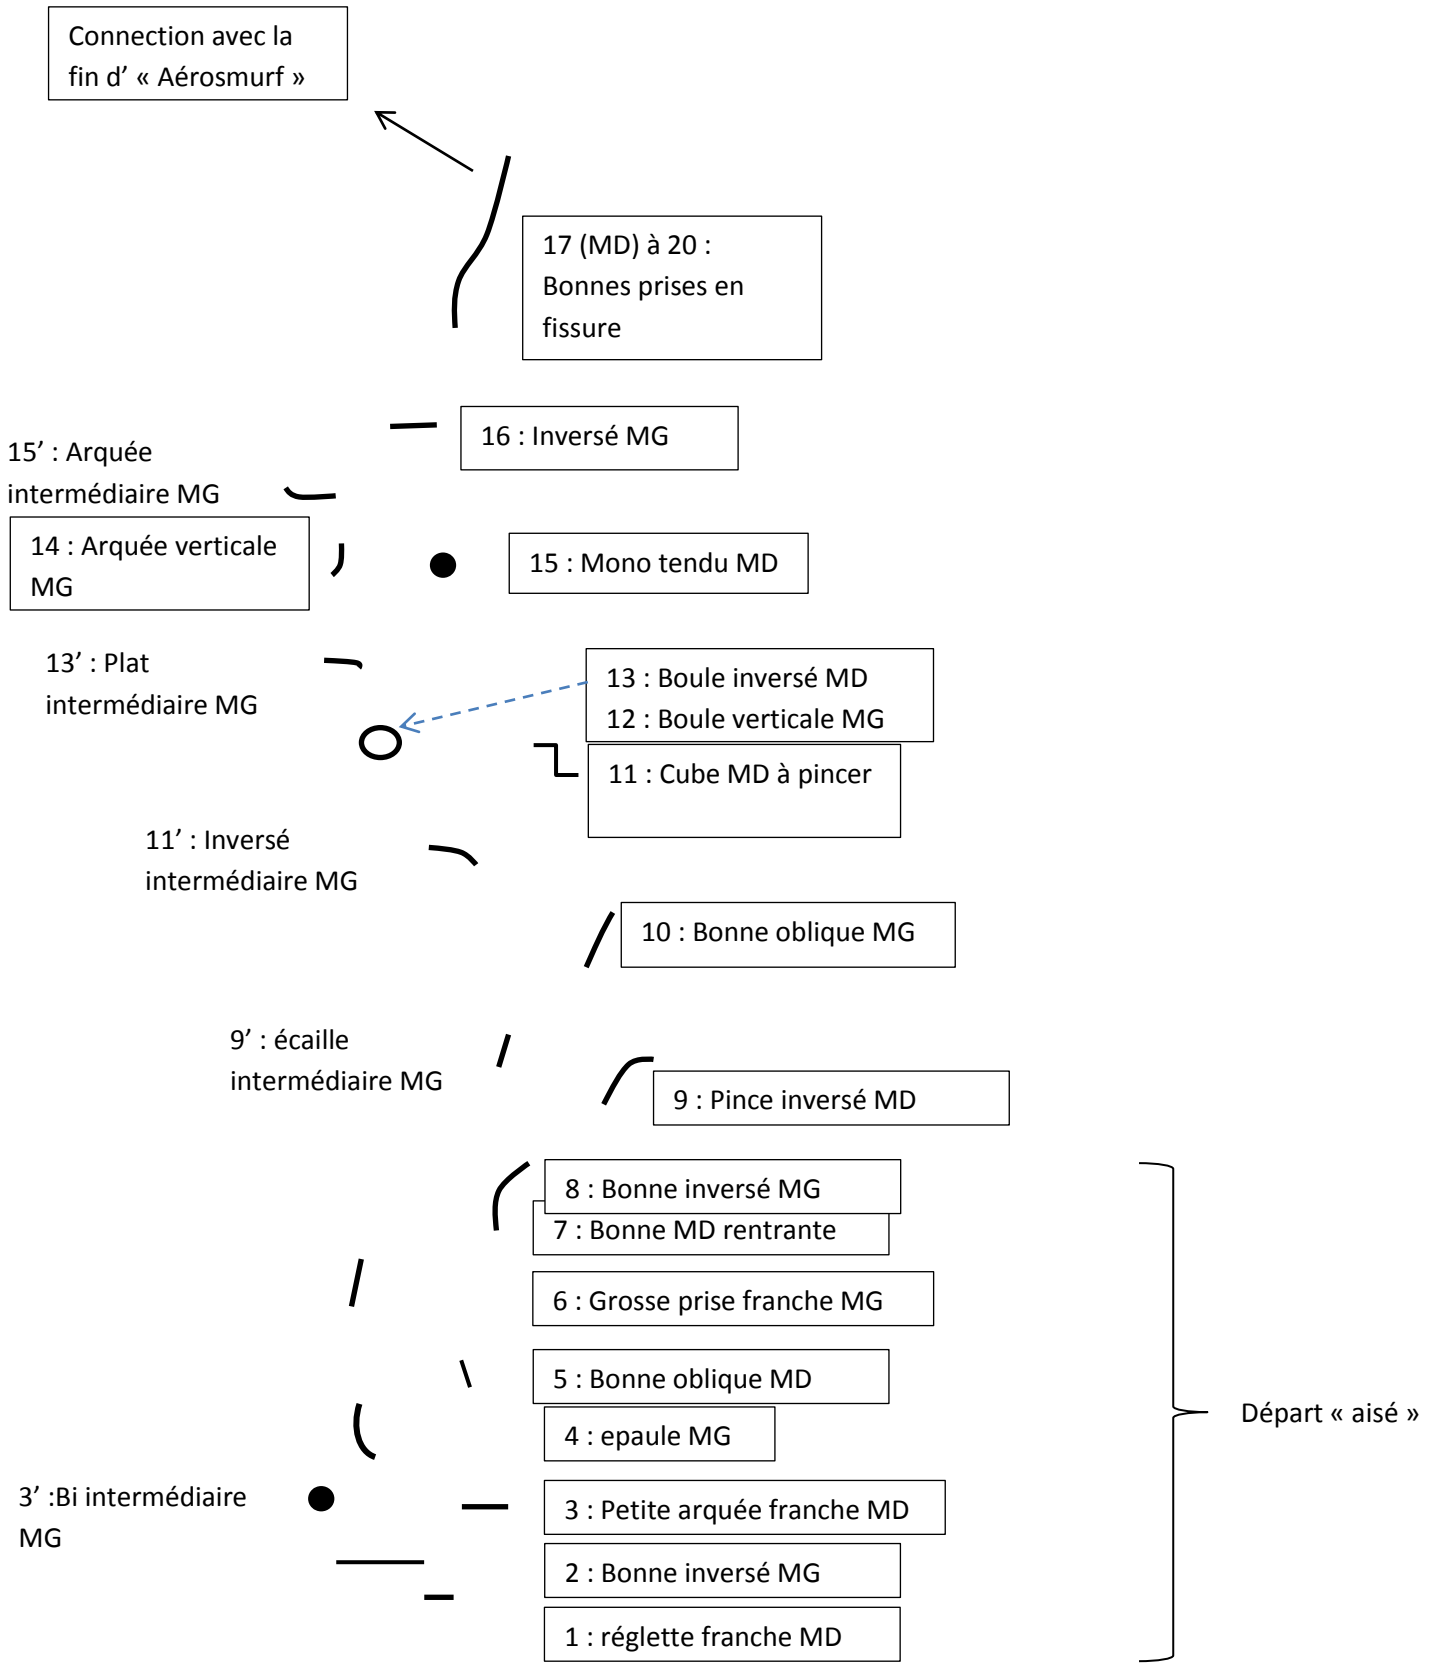 Connection avec la
fin d’ « Aérosmurf »
17 (MD) à 20 :
Bonnes prises en
fissure
16 : Inversé MG
15’ : Arquée
intermédiaire MG
14 : Arquée verticale
MG
15 : Mono tendu MD
13’ : Plat
intermédiaire MG
13 : Boule inversé MD
12 : Boule verticale MG
11 : Cube MD à pincer
11’ : Inversé
intermédiaire MG
10 : Bonne oblique MG
9’ : écaille
intermédiaire MG
9 : Pince inversé MD
8 : Bonne inversé MG
7 : Bonne MD rentrante
6 : Grosse prise franche MG
5 : Bonne oblique MD
4 : epaule MG
Départ « aisé »
3’ :Bi intermédiaire
MG
3 : Petite arquée franche MD
2 : Bonne inversé MG
1 : réglette franche MD